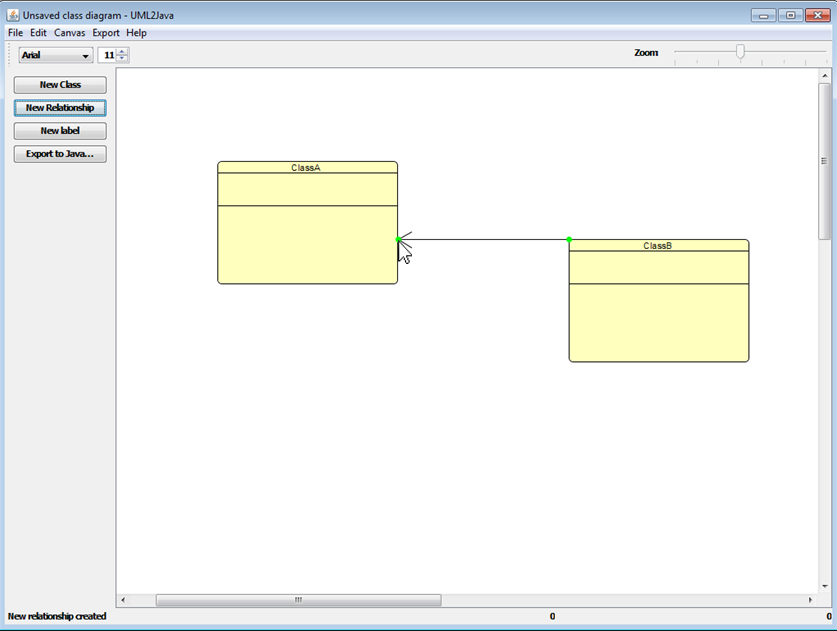 Unsaved class diagram - UML2Java
File Edit Canvas Export Help
Arial 11 Zoom
New Class
New Relationship
New label
Export to Java...
ClassA
ClassB
New relationship created 0 0